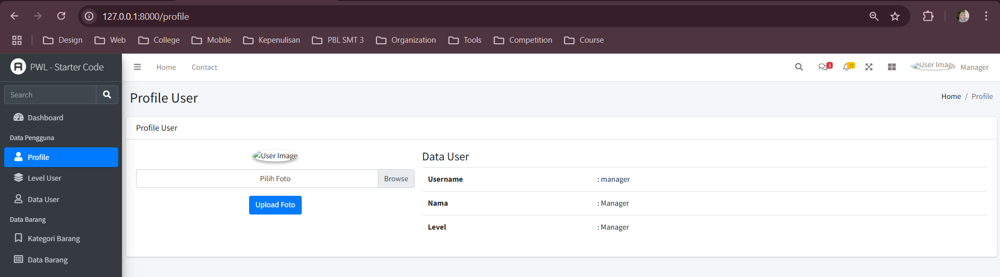 127.0.0.1:8000/profile
Design Web College Mobile Kepenulisan PBL SMT 3 Organization Tools Competition Course
PWL - Starter Code
Home Contact
3 15
User Image Manager
Search
Profile User
Home / Profile
Dashboard
Data Pengguna
Profile
Level User
Data User
Data Barang
Kategori Barang
Data Barang
Profile User
User Image
Pilih Foto Browse
Upload Foto
Data User
Username : manager
Nama : Manager
Level : Manager